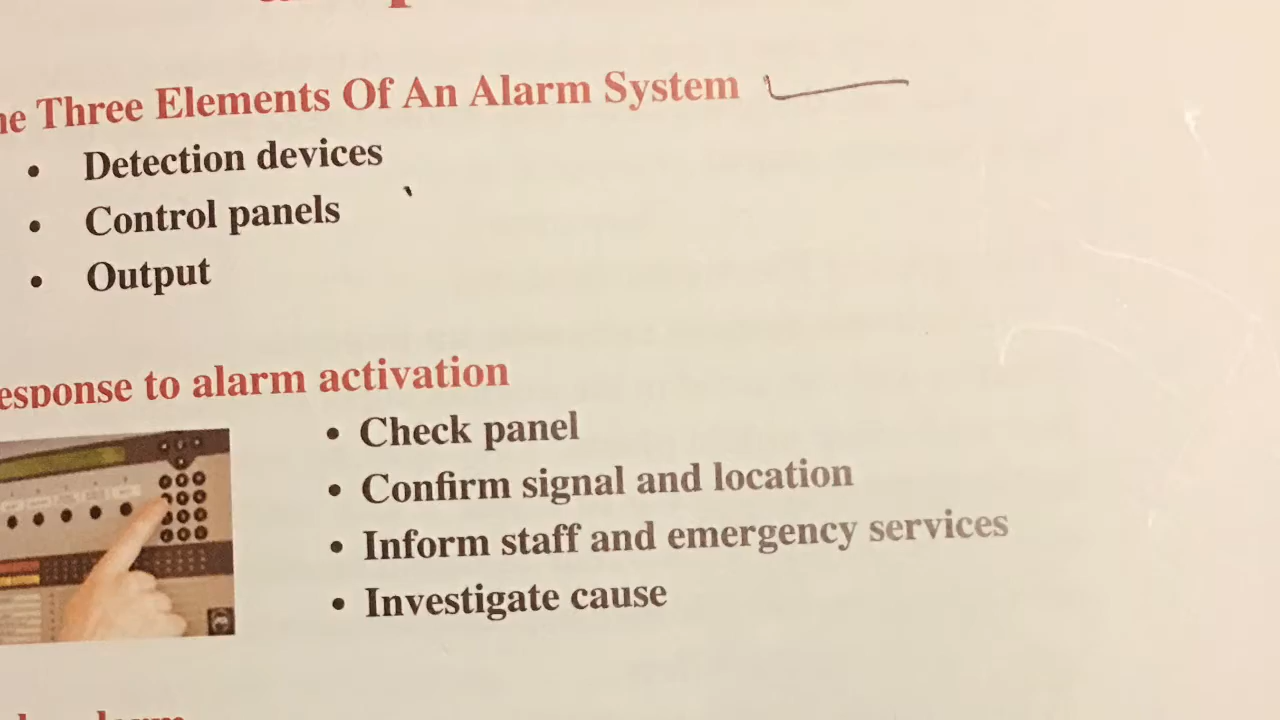 Three Elements Of An Alarm System
• Detection devices
• Control panels
• Output
esponse to alarm activation
• Check panel
• Confirm signal and location
• Inform staff and emergency services
• Investigate cause